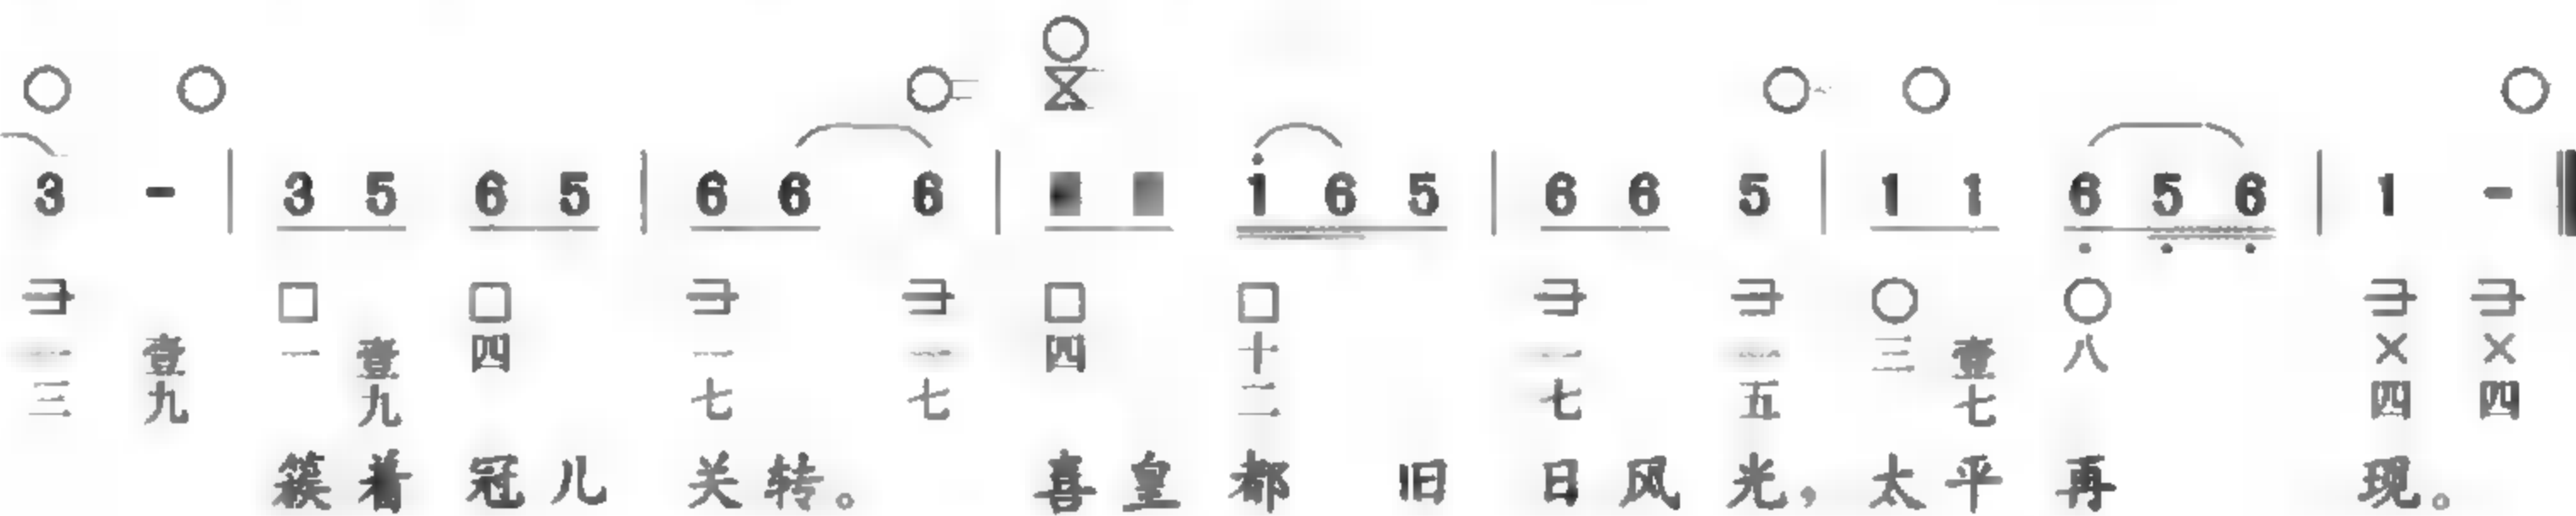 3 - | 3 5 6 5 | 6 6 6 | i 6 5 | 6 6 5 | 1 1 6 5 6 | 1 -
一 四 一 四 十 一 三 八 × ×
三 壹九 壹九 七 七 二 七 五 壹七 四 四
簇着冠儿关转。喜皇都旧日风光，太平再现。